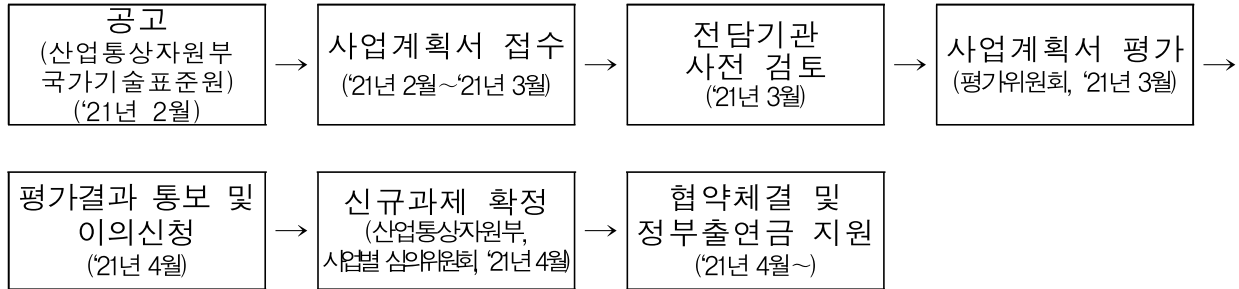 공고
(산업통상자원부
국가기술표준원)
(‘21년 2월)
→
사업계획서 접수
(‘21년 2월～‘21년 3월)
→
전담기관
사전 검토
(‘21년 3월)
→
사업계획서 평가
(평가위원회, ‘21년 3월)
→
평가결과 통보 및
이의신청
(‘21년 4월)
→
신규과제 확정
(산업통상자원부,
사업별 심의위원회, ‘21년 4월)
→
협약체결 및
정부출연금 지원
(‘21년 4월～)